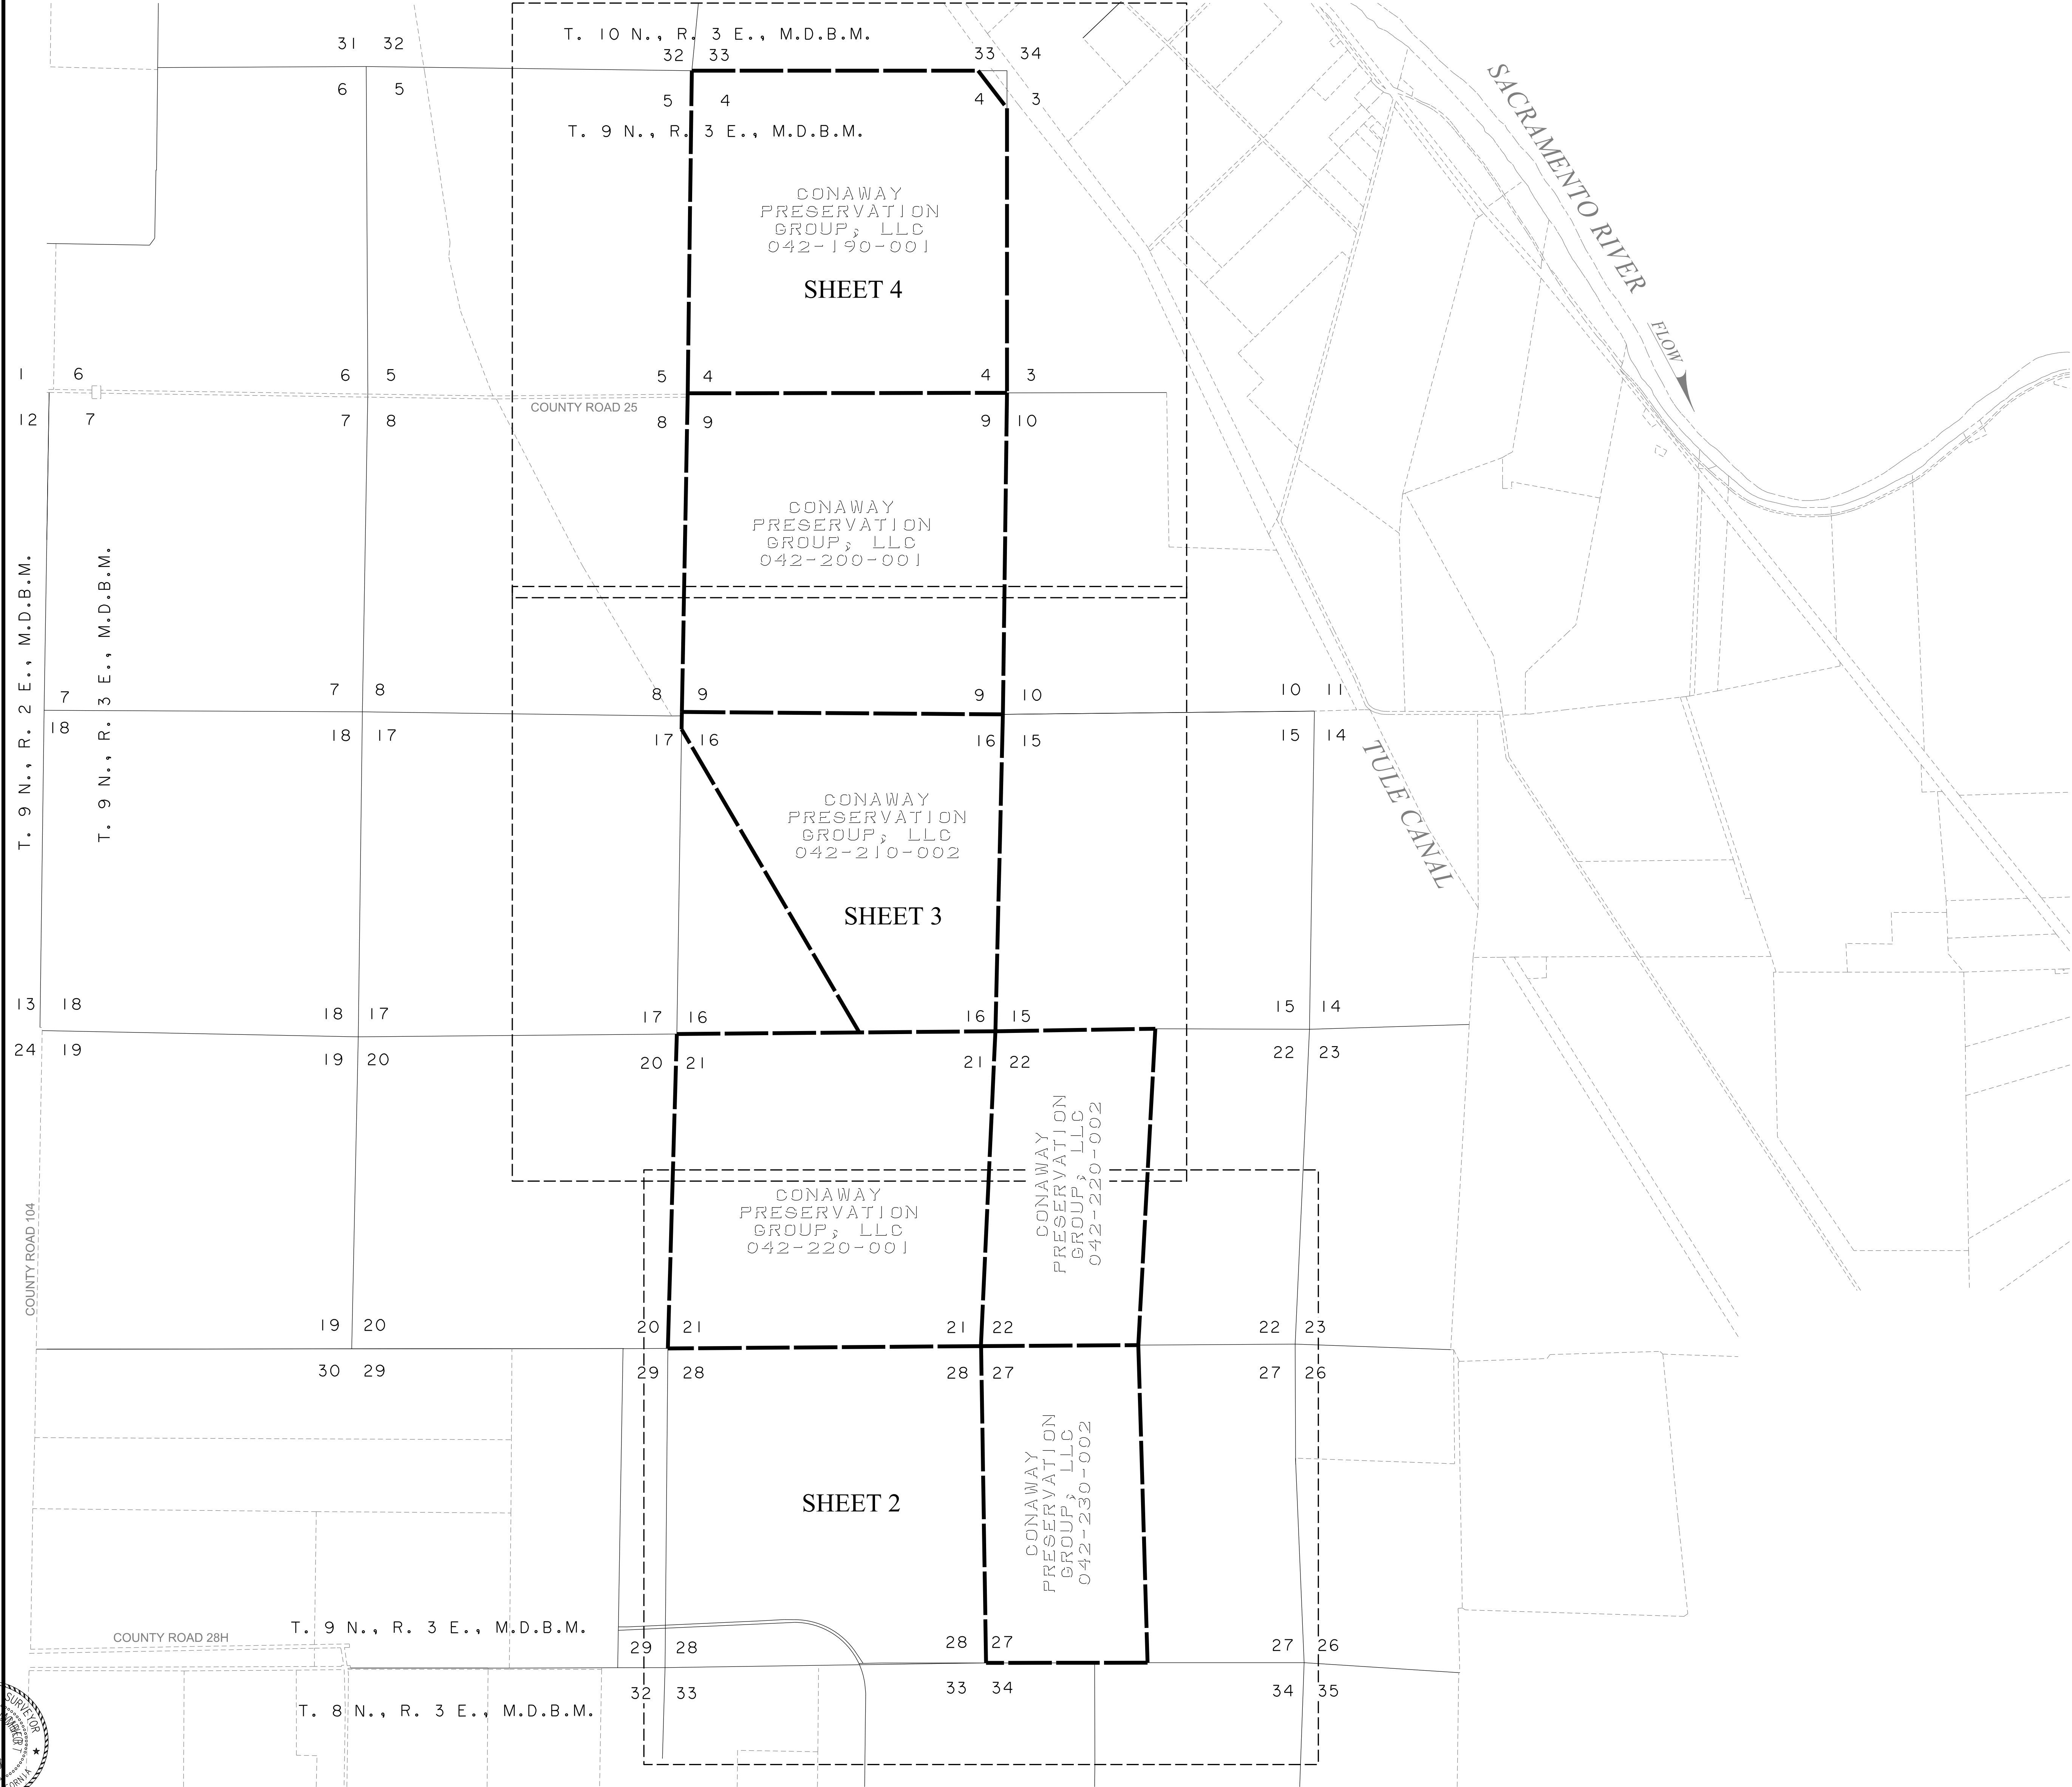 31 32
T. 10 N., R. 3 E., M.D.B.M.
32 33
33 34
6 5
5 4
4 3
T. 9 N., R. 3 E., M.D.B.M.
SACRAMENTO RIVER
FLOW
CONAWAY
PRESERVATION
GROUP, LLC
042-190-001
SHEET 4
1 6
6 5
5 4
4 3
COUNTY ROAD 25
12 7
7 8
8 9
9 10
CONAWAY
PRESERVATION
GROUP, LLC
042-200-001
T. 9 N., R. 2 E., M.D.B.M.
T. 9 N., R. 3 E., M.D.B.M.
7
7 8
8 9
9 10
10 11
18
18 17
17 16
16 15
15 14
TULE CANAL
CONAWAY
PRESERVATION
GROUP, LLC
042-210-002
SHEET 3
13 18
18 17
17 16
16 15
15 14
24 19
19 20
20 21
21 22
22 23
CONAWAY
PRESERVATION
GROUP, LLC
042-220-002
CONAWAY
PRESERVATION
GROUP, LLC
042-220-001
COUNTY ROAD 104
19 20
20 21
21 22
22 23
30 29
29 28
28 27
27 26
CONAWAY
PRESERVATION
GROUP, LLC
042-230-002
SHEET 2
COUNTY ROAD 28H
T. 9 N., R. 3 E., M.D.B.M.
29 28
28 27
27 26
32 33
33 34
34 35
T. 8 N., R. 3 E., M.D.B.M.
SURVEYOR